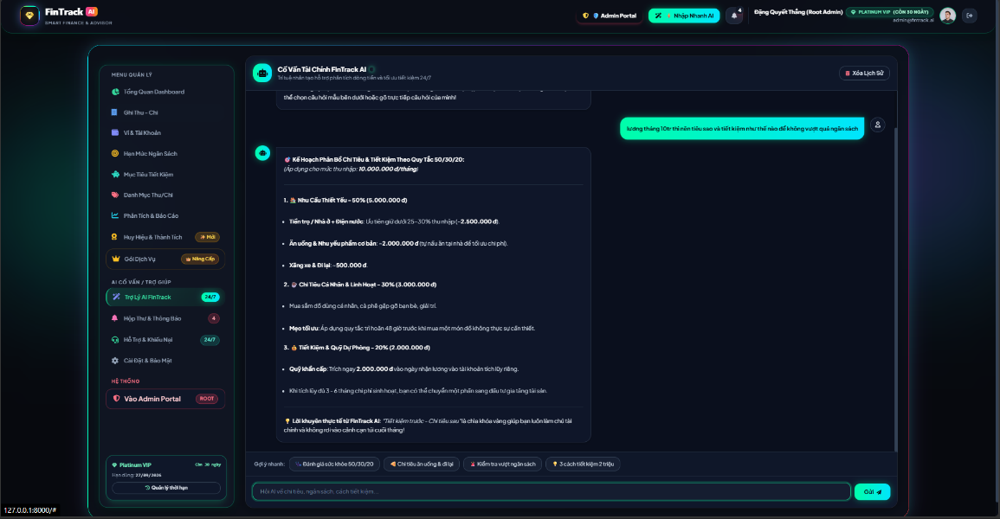 FinTrack AI
SMART FINANCE & ADVISOR
Admin Portal
Nhập Nhanh AI
4
Đặng Quyết Thắng (Root Admin)
PLATINUM VIP (CÒN 30 NGÀY)
admin@fintrack.ai
MENU QUẢN LÝ
Tổng Quan Dashboard
Ghi Thu - Chi
Ví & Tài Khoản
Hạn Mức Ngân Sách
Mục Tiêu Tiết Kiệm
Danh Mục Thu/Chi
Phân Tích & Báo Cáo
Huy Hiệu & Thành Tích
Mới
Gói Dịch Vụ
Nâng Cấp
AI CỐ VẤN / TRỢ GIÚP
Trợ Lý AI FinTrack
24/7
Hộp Thư & Thông Báo
4
Hỗ Trợ & Khiếu Nại
24/7
Cài Đặt & Bảo Mật
HỆ THỐNG
Vào Admin Portal
ROOT
Platinum VIP
Còn 30 ngày
Hạn dùng: 27/09/2026
Quản lý thời hạn
Cố Vấn Tài Chính FinTrack AI
Trí tuệ nhân tạo hỗ trợ phân tích dòng tiền và tối ưu tiết kiệm 24/7
Xóa Lịch Sử
thể chọn câu hỏi mẫu bên dưới hoặc gõ trực tiếp câu hỏi của mình!
lương tháng 10tr thì nên tiêu sao và tiết kiệm như thế nào để không vượt quá ngân sách
Kế Hoạch Phân Bổ Chi Tiêu & Tiết Kiệm Theo Quy Tắc 50/30/20:
(Áp dụng cho mức thu nhập: 10.000.000 đ/tháng)
1. Nhu Cầu Thiết Yếu - 50% (5.000.000 đ)
• Tiền trọ / Nhà ở + Điện nước: Ưu tiên giữ dưới 25-30% thu nhập (~2.500.000 đ).
• Ăn uống & Nhu yếu phẩm cơ bản: ~2.000.000 đ (tự nấu ăn tại nhà để tối ưu chi phí).
• Xăng xe & Đi lại: ~500.000 đ.
2. Chi Tiêu Cá Nhân & Linh Hoạt - 30% (3.000.000 đ)
• Mua sắm đồ dùng cá nhân, cà phê gặp gỡ bạn bè, giải trí.
• Mẹo tối ưu: Áp dụng quy tắc trì hoãn 48 giờ trước khi mua một món đồ không thực sự cần thiết.
3. Tiết Kiệm & Quỹ Dự Phòng - 20% (2.000.000 đ)
• Quỹ khẩn cấp: Trích ngay 2.000.000 đ vào ngày nhận lương vào tài khoản tích lũy riêng.
• Khi tích lũy đủ 3 - 6 tháng chi phí sinh hoạt, bạn có thể chuyển một phần sang đầu tư gia tăng tài sản.
Lời khuyên thực tế từ FinTrack AI: "Tiết kiệm trước - Chi tiêu sau" là chìa khóa vàng giúp bạn luôn làm chủ tài
chính và không rơi vào cảnh cạn túi cuối tháng!
Gợi ý nhanh:
Đánh giá sức khỏe 50/30/20
Chi tiêu ăn uống & đi lại
Kiểm tra vượt ngân sách
3 cách tiết kiệm 2 triệu
Hỏi AI về chi tiêu, ngân sách, cách tiết kiệm...
Gửi
127.0.0.1:8000/#